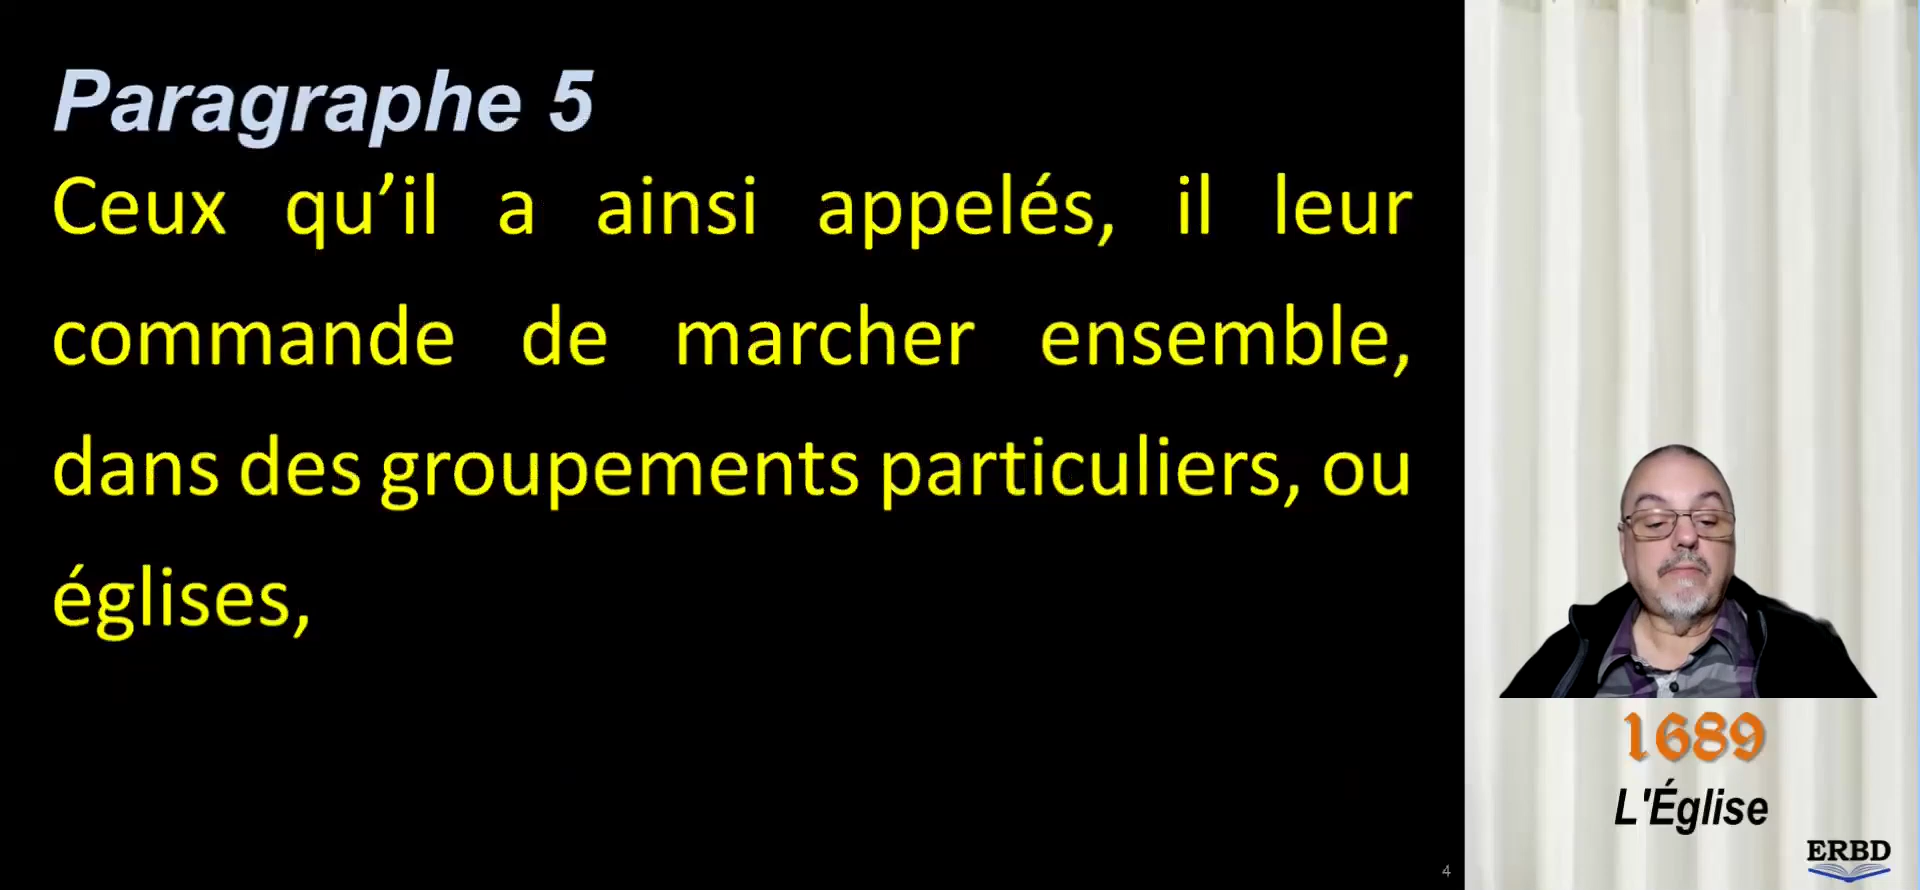 Paragraphe 5
Ceux qu’il a ainsi appelés, il leur
commande de marcher ensemble,
dans des groupements particuliers, ou
églises,
1689
L'Église
ERBD
4